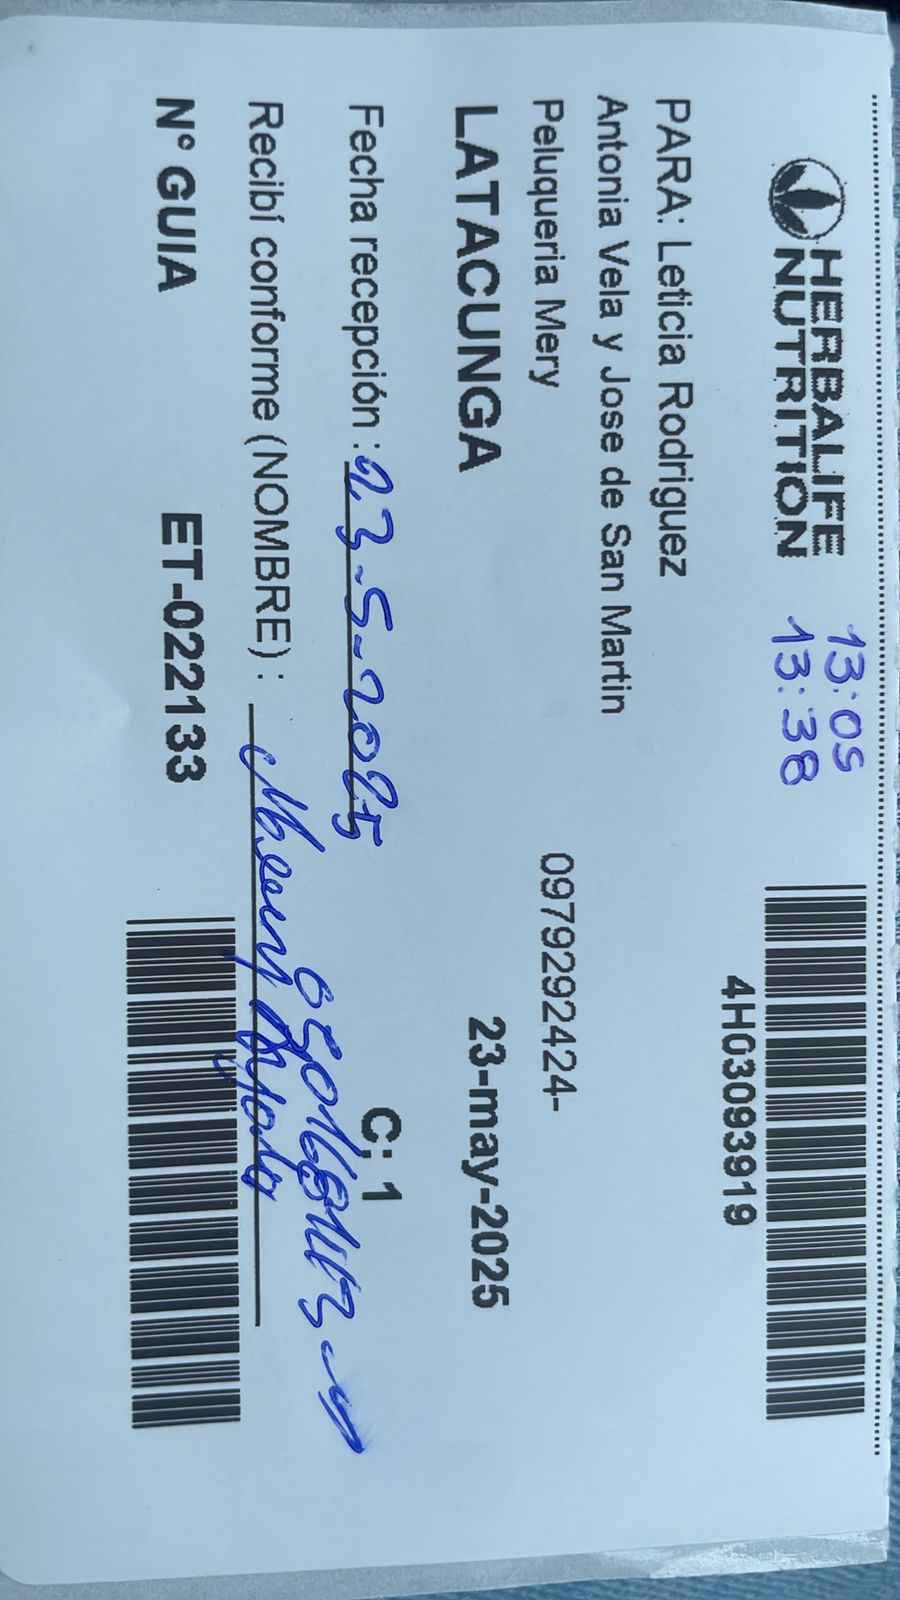 HERBALIFE
NUTRITION
13:05
13:38
4H03093919
PARA: Leticia Rodriguez
Antonia Vela y Jose de San Martin
Peluqueria Mery
0979292424-
LATACUNGA
23-may-2025
Fecha recepción : 23-5-2025
C: 1
Recibí conforme (NOMBRE) :
N° GUIA
ET-022133